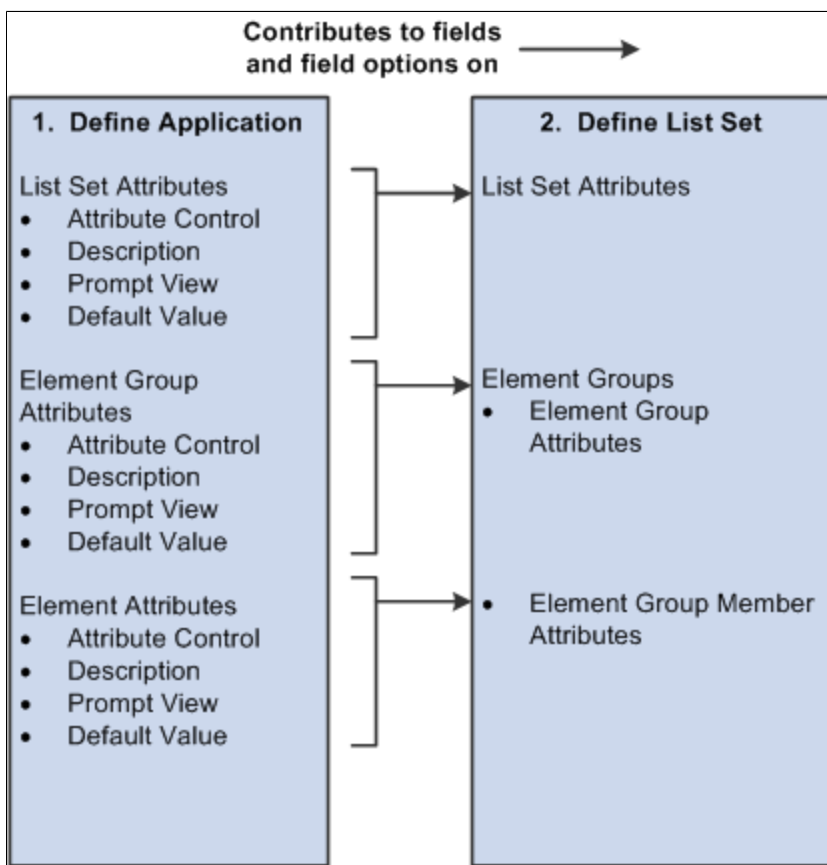 Contributes to fields
and field options on
1. Define Application
List Set Attributes
• Attribute Control
• Description
• Prompt View
• Default Value
Element Group
Attributes
• Attribute Control
• Description
• Prompt View
• Default Value
Element Attributes
• Attribute Control
• Description
• Prompt View
• Default Value
2. Define List Set
List Set Attributes
Element Groups
• Element Group
Attributes
• Element Group Member
Attributes